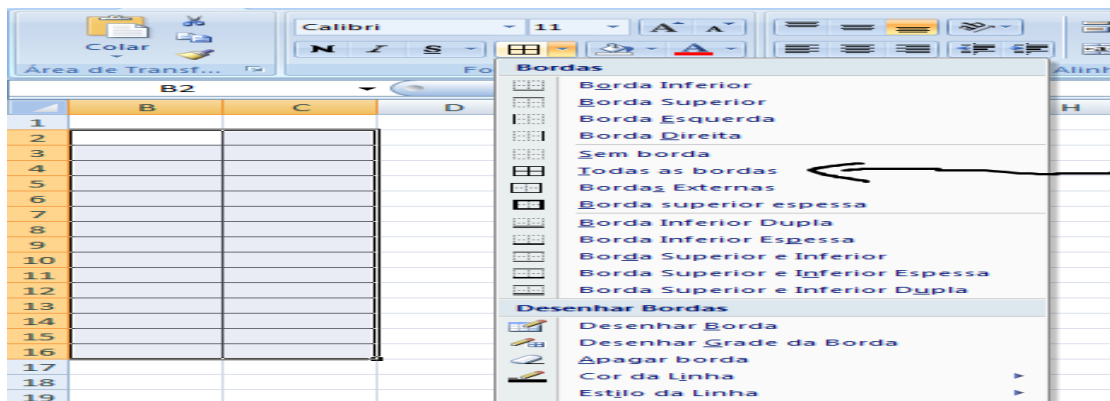 Calibri 11 A A
Colar
N I S A
Área de Transf... Fo Alinh
B2
Bordas
Borda Inferior
Borda Superior
Borda Esquerda
Borda Direita
Sem borda
Todas as bordas
Bordas Externas
Borda superior espessa
Borda Inferior Dupla
Borda Inferior Espessa
Borda Superior e Inferior
Borda Superior e Inferior Espessa
Borda Superior e Inferior Dupla
Desenhar Bordas
Desenhar Borda
Desenhar Grade da Borda
Apagar borda
Cor da Linha
Estilo da Linha
B C D H
1
2
3
4
5
6
7
8
9
10
11
12
13
14
15
16
17
18
19